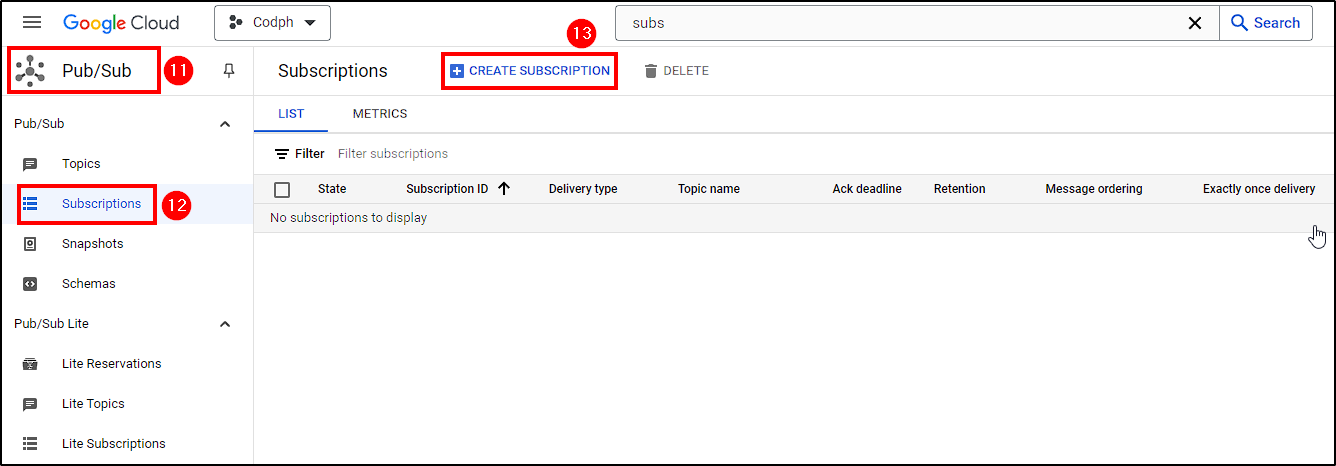 Google Cloud Codph subs Search
13
Pub/Sub 11 Subscriptions CREATE SUBSCRIPTION DELETE
Pub/Sub
LIST METRICS
Filter Filter subscriptions
Topics
State Subscription ID Delivery type Topic name Ack deadline Retention Message ordering Exactly once delivery
Subscriptions 12
No subscriptions to display
Snapshots
Schemas
Pub/Sub Lite
Lite Reservations
Lite Topics
Lite Subscriptions